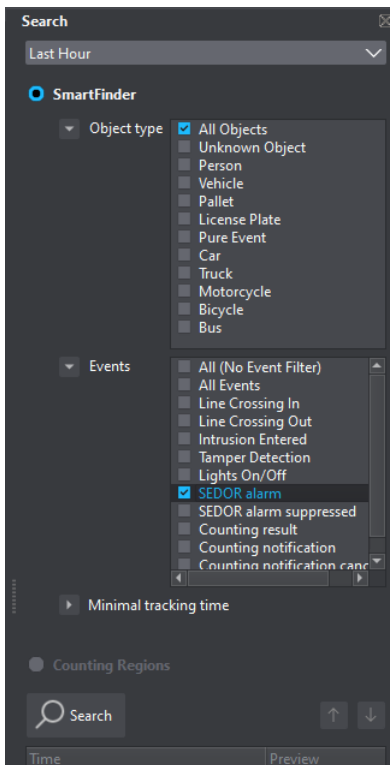 Search
Last Hour
SmartFinder
Object type
All Objects
Unknown Object
Person
Vehicle
Pallet
License Plate
Pure Event
Car
Truck
Motorcycle
Bicycle
Bus
Events
All (No Event Filter)
All Events
Line Crossing In
Line Crossing Out
Intrusion Entered
Tamper Detection
Lights On/Off
SEDOR alarm
SEDOR alarm suppressed
Counting result
Counting notification
Counting notification canc
Minimal tracking time
Counting Regions
Search
Time Preview